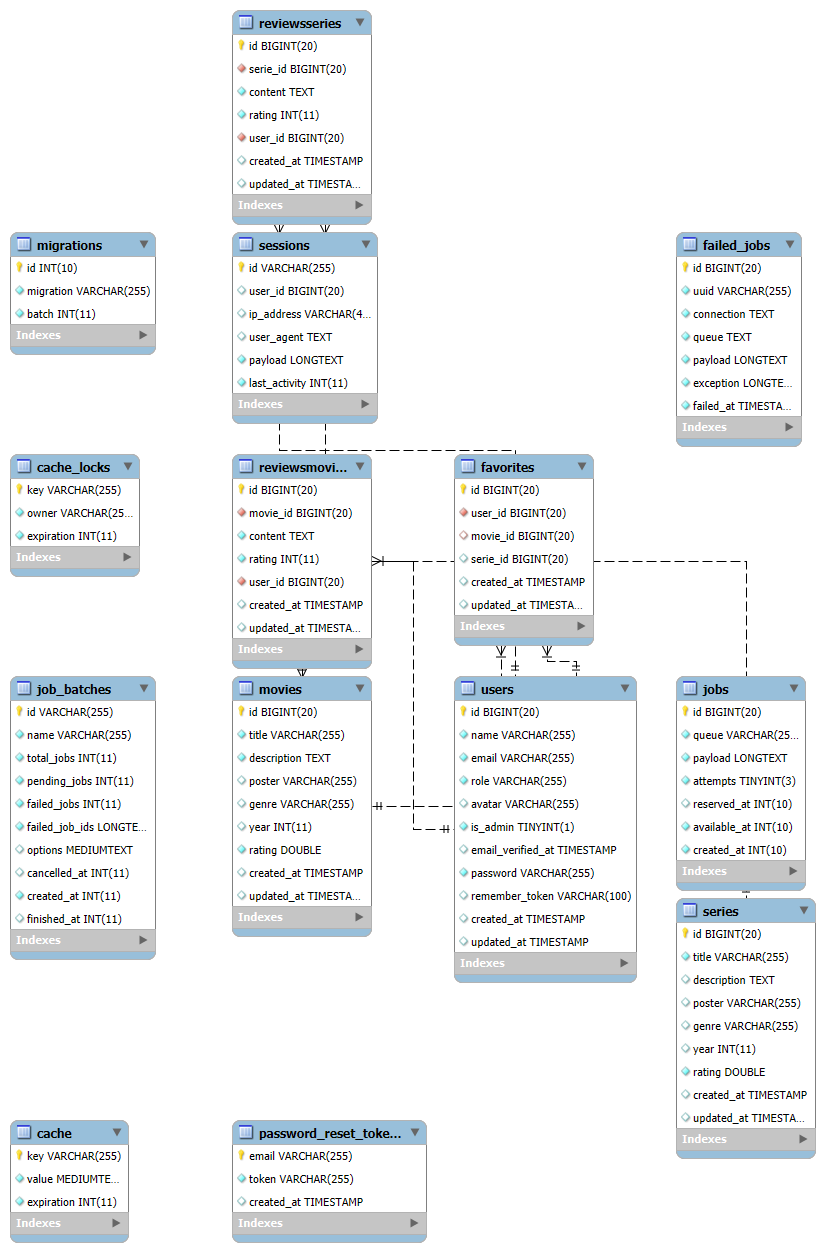 reviewsseries
id BIGINT(20)
serie_id BIGINT(20)
content TEXT
rating INT(11)
user_id BIGINT(20)
created_at TIMESTAMP
updated_at TIMESTA...
Indexes
migrations
id INT(10)
migration VARCHAR(255)
batch INT(11)
Indexes
sessions
id VARCHAR(255)
user_id BIGINT(20)
ip_address VARCHAR(4...
user_agent TEXT
payload LONGTEXT
last_activity INT(11)
Indexes
failed_jobs
id BIGINT(20)
uuid VARCHAR(255)
connection TEXT
queue TEXT
payload LONGTEXT
exception LONGTE...
failed_at TIMESTA...
Indexes
cache_locks
key VARCHAR(255)
owner VARCHAR(25...
expiration INT(11)
Indexes
reviewsmovi...
id BIGINT(20)
movie_id BIGINT(20)
content TEXT
rating INT(11)
user_id BIGINT(20)
created_at TIMESTAMP
updated_at TIMESTA...
Indexes
favorites
id BIGINT(20)
user_id BIGINT(20)
movie_id BIGINT(20)
serie_id BIGINT(20)
created_at TIMESTAMP
updated_at TIMESTA...
Indexes
job_batches
id VARCHAR(255)
name VARCHAR(255)
total_jobs INT(11)
pending_jobs INT(11)
failed_jobs INT(11)
failed_job_ids LONGTE...
options MEDIUMTEXT
cancelled_at INT(11)
created_at INT(11)
finished_at INT(11)
Indexes
movies
id BIGINT(20)
title VARCHAR(255)
description TEXT
poster VARCHAR(255)
genre VARCHAR(255)
year INT(11)
rating DOUBLE
created_at TIMESTAMP
updated_at TIMESTA...
Indexes
users
id BIGINT(20)
name VARCHAR(255)
email VARCHAR(255)
role VARCHAR(255)
avatar VARCHAR(255)
is_admin TINYINT(1)
email_verified_at TIMESTAMP
password VARCHAR(255)
remember_token VARCHAR(100)
created_at TIMESTAMP
updated_at TIMESTAMP
Indexes
jobs
id BIGINT(20)
queue VARCHAR(25...
payload LONGTEXT
attempts TINYINT(3)
reserved_at INT(10)
available_at INT(10)
created_at INT(10)
Indexes
series
id BIGINT(20)
title VARCHAR(255)
description TEXT
poster VARCHAR(255)
genre VARCHAR(255)
year INT(11)
rating DOUBLE
created_at TIMESTAMP
updated_at TIMESTA...
Indexes
cache
key VARCHAR(255)
value MEDIUMTE...
expiration INT(11)
Indexes
password_reset_toke...
email VARCHAR(255)
token VARCHAR(255)
created_at TIMESTAMP
Indexes